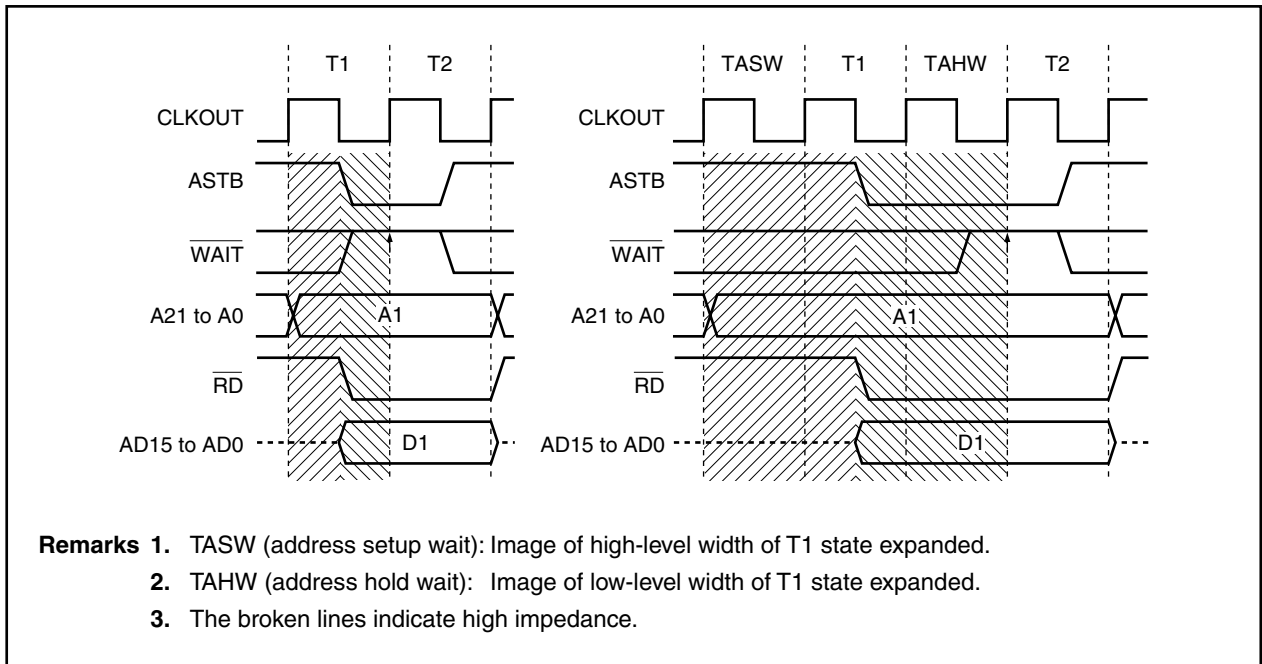 T1 T2
CLKOUT
ASTB
WAIT
A21 to A0 A1
RD
AD15 to AD0 D1
TASW T1 TAHW T2
CLKOUT
ASTB
WAIT
A21 to A0 A1
RD
AD15 to AD0 D1
Remarks 1. TASW (address setup wait): Image of high-level width of T1 state expanded.
2. TAHW (address hold wait): Image of low-level width of T1 state expanded.
3. The broken lines indicate high impedance.